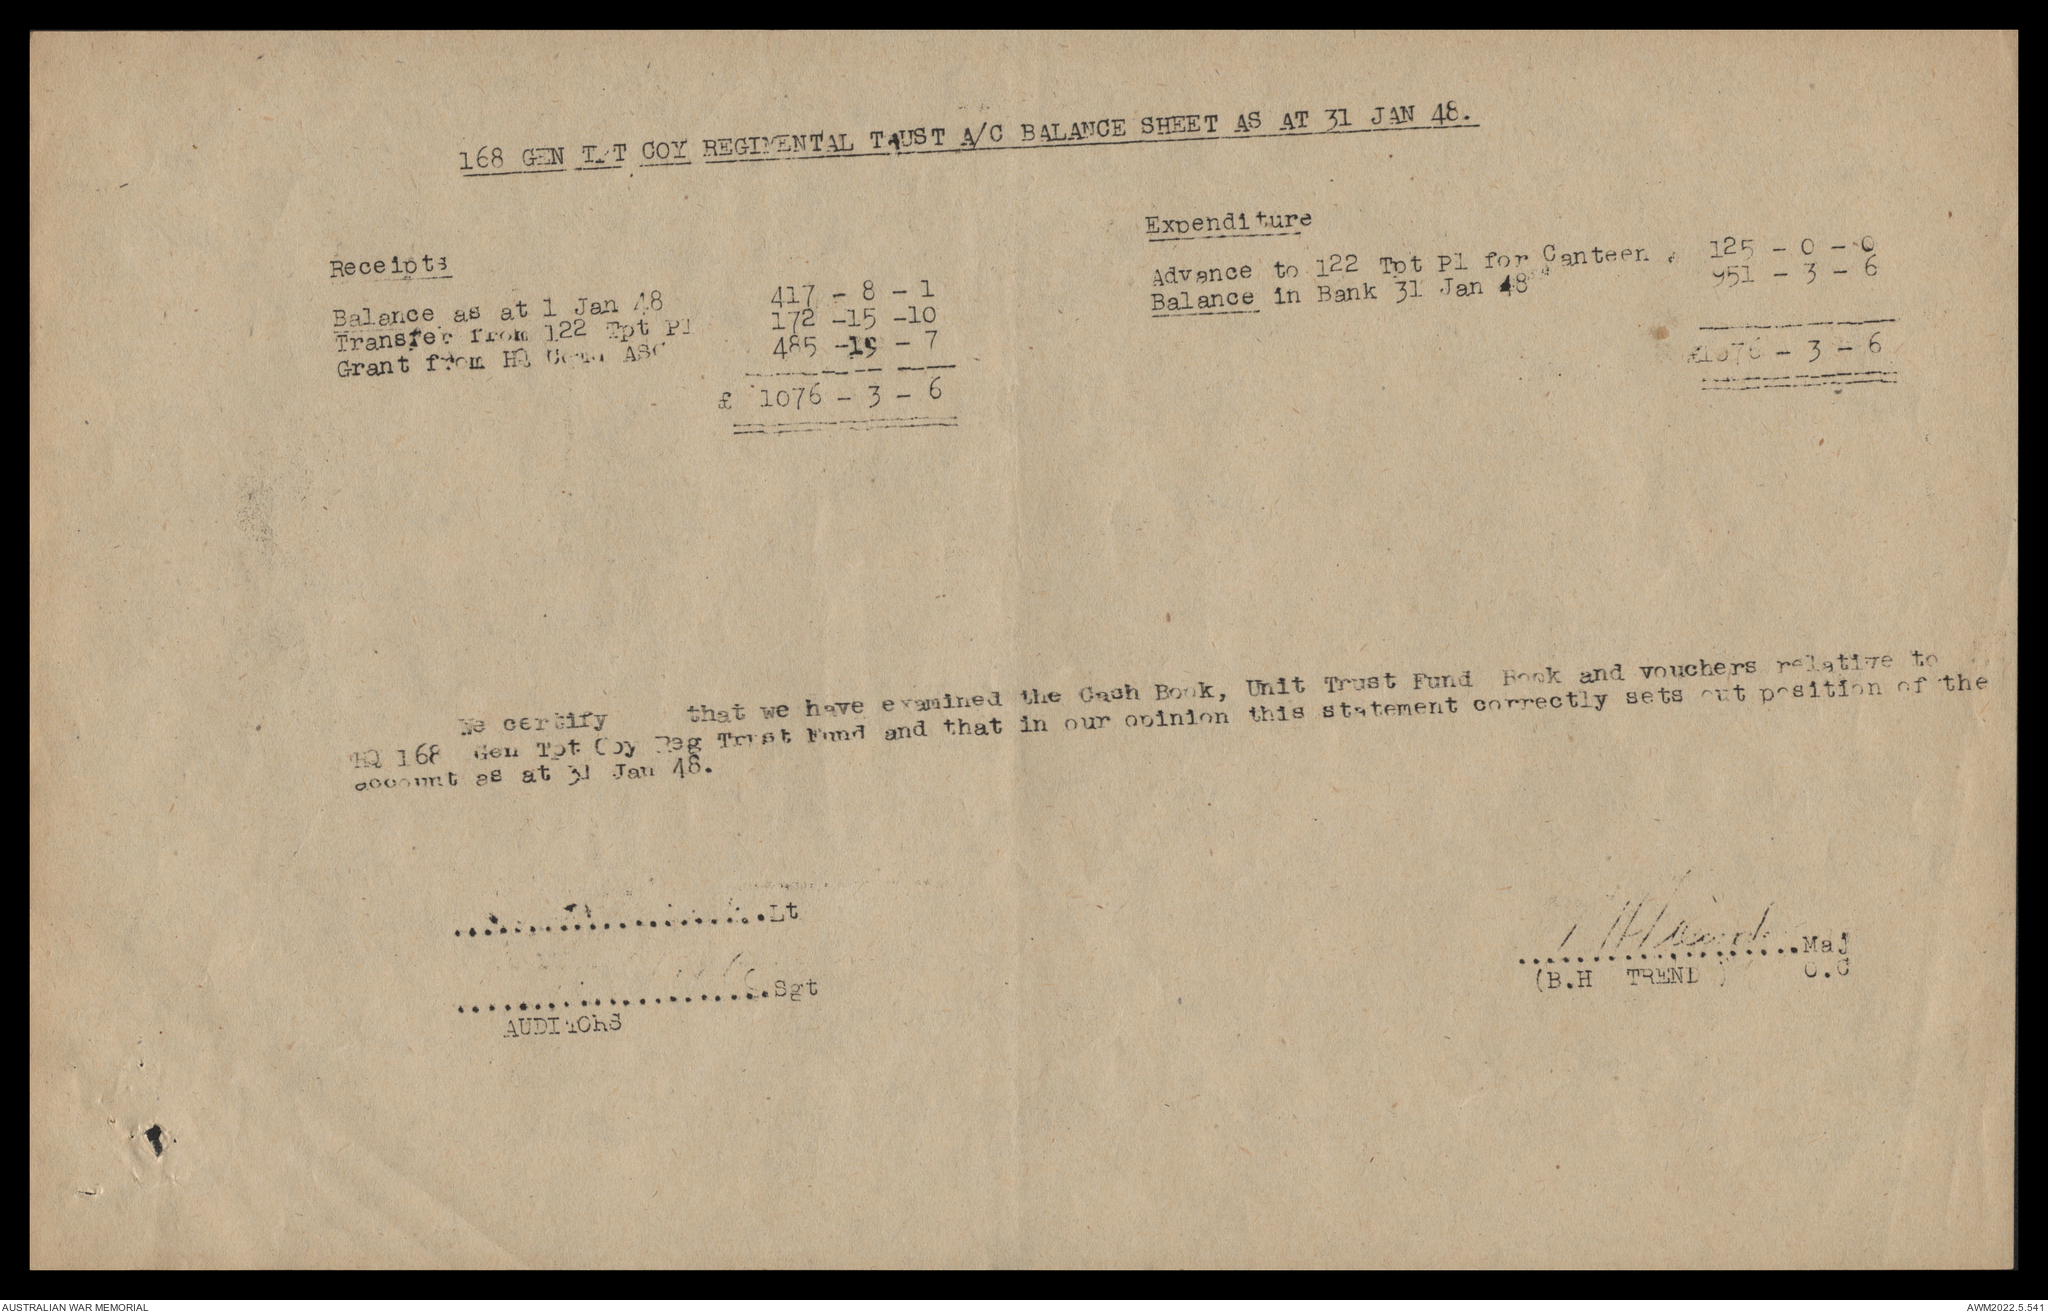 168 GEN TPT COY REGIMENTAL TRUST A/C BALANCE SHEET AS AT 31 JAN 48.
Receipts
Balance as at 1 Jan 48 417 - 8 - 1
Transfer from 122 Tpt Pl 172 -15 -10
Grant from HQ Comd ASC 485 -19 - 7
£ 1076 - 3 - 6
Expenditure
Advance to 122 Tpt Pl for Canteen 125 - 0 - 0
Balance in Bank 31 Jan 48 951 - 3 - 6
£1076 - 3 - 6
We certify that we have examined the Cash Book, Unit Trust Fund Book and vouchers relative to
HQ 168 Gen Tpt Coy Reg Trust Fund and that in our opinion this statement correctly sets out position of the
account as at 31 Jan 48.
.....................Lt
.....................Sgt
AUDITORS
...................Maj
(B.H TREND) O.C
AUSTRALIAN WAR MEMORIAL
AWM2022.5.541